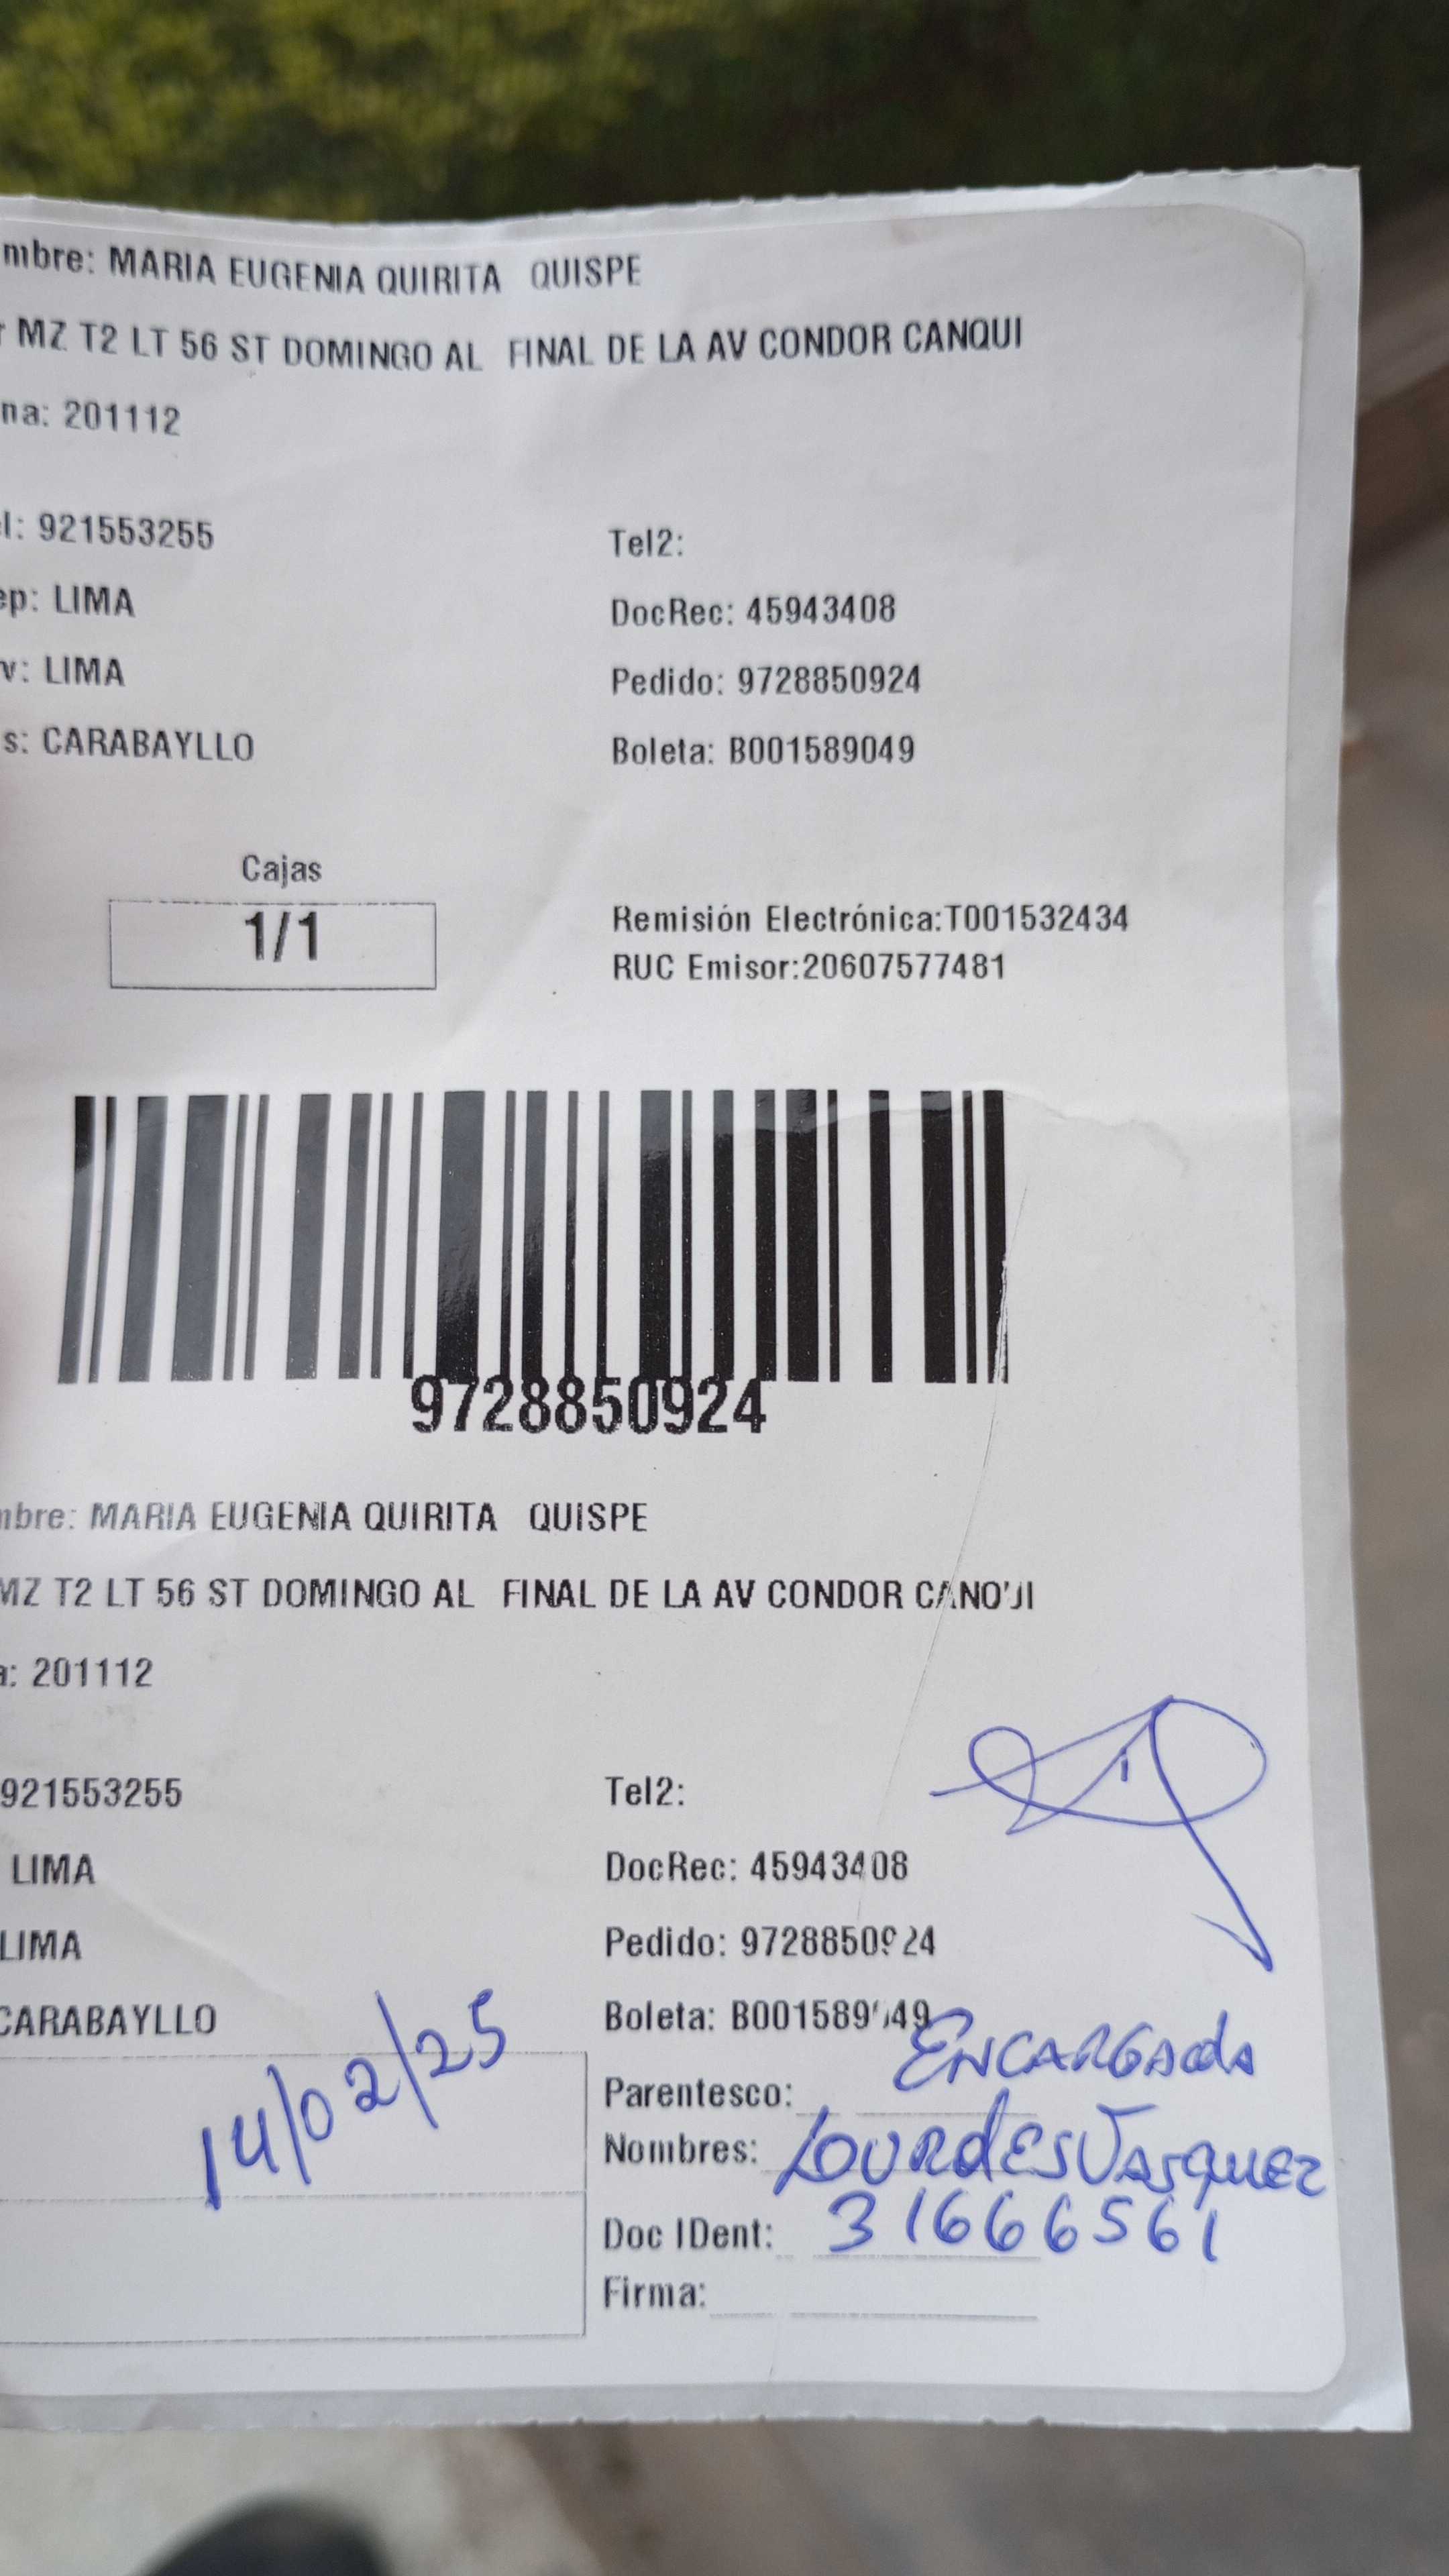 mbre: MARIA EUGENIA QUIRITA QUISPE
r MZ T2 LT 56 ST DOMINGO AL FINAL DE LA AV CONDOR CANQUI
na: 201112
el: 921553255 Tel2:
ep: LIMA DocRec: 45943408
v: LIMA Pedido: 9728850924
s: CARABAYLLO Boleta: B001589049
Cajas
1/1
Remisión Electrónica:T001532434
RUC Emisor:20607577481
9728850924
mbre: MARIA EUGENIA QUIRITA QUISPE
MZ T2 LT 56 ST DOMINGO AL FINAL DE LA AV CONDOR CANQUI
a: 201112
921553255 Tel2:
LIMA DocRec: 45943408
LIMA Pedido: 9728850924
CARABAYLLO Boleta: B001589049
14/02/25
Parentesco: ENCARGADA
Nombres: LOURDES VASQUEZ
Doc IDent: 31666561
Firma: